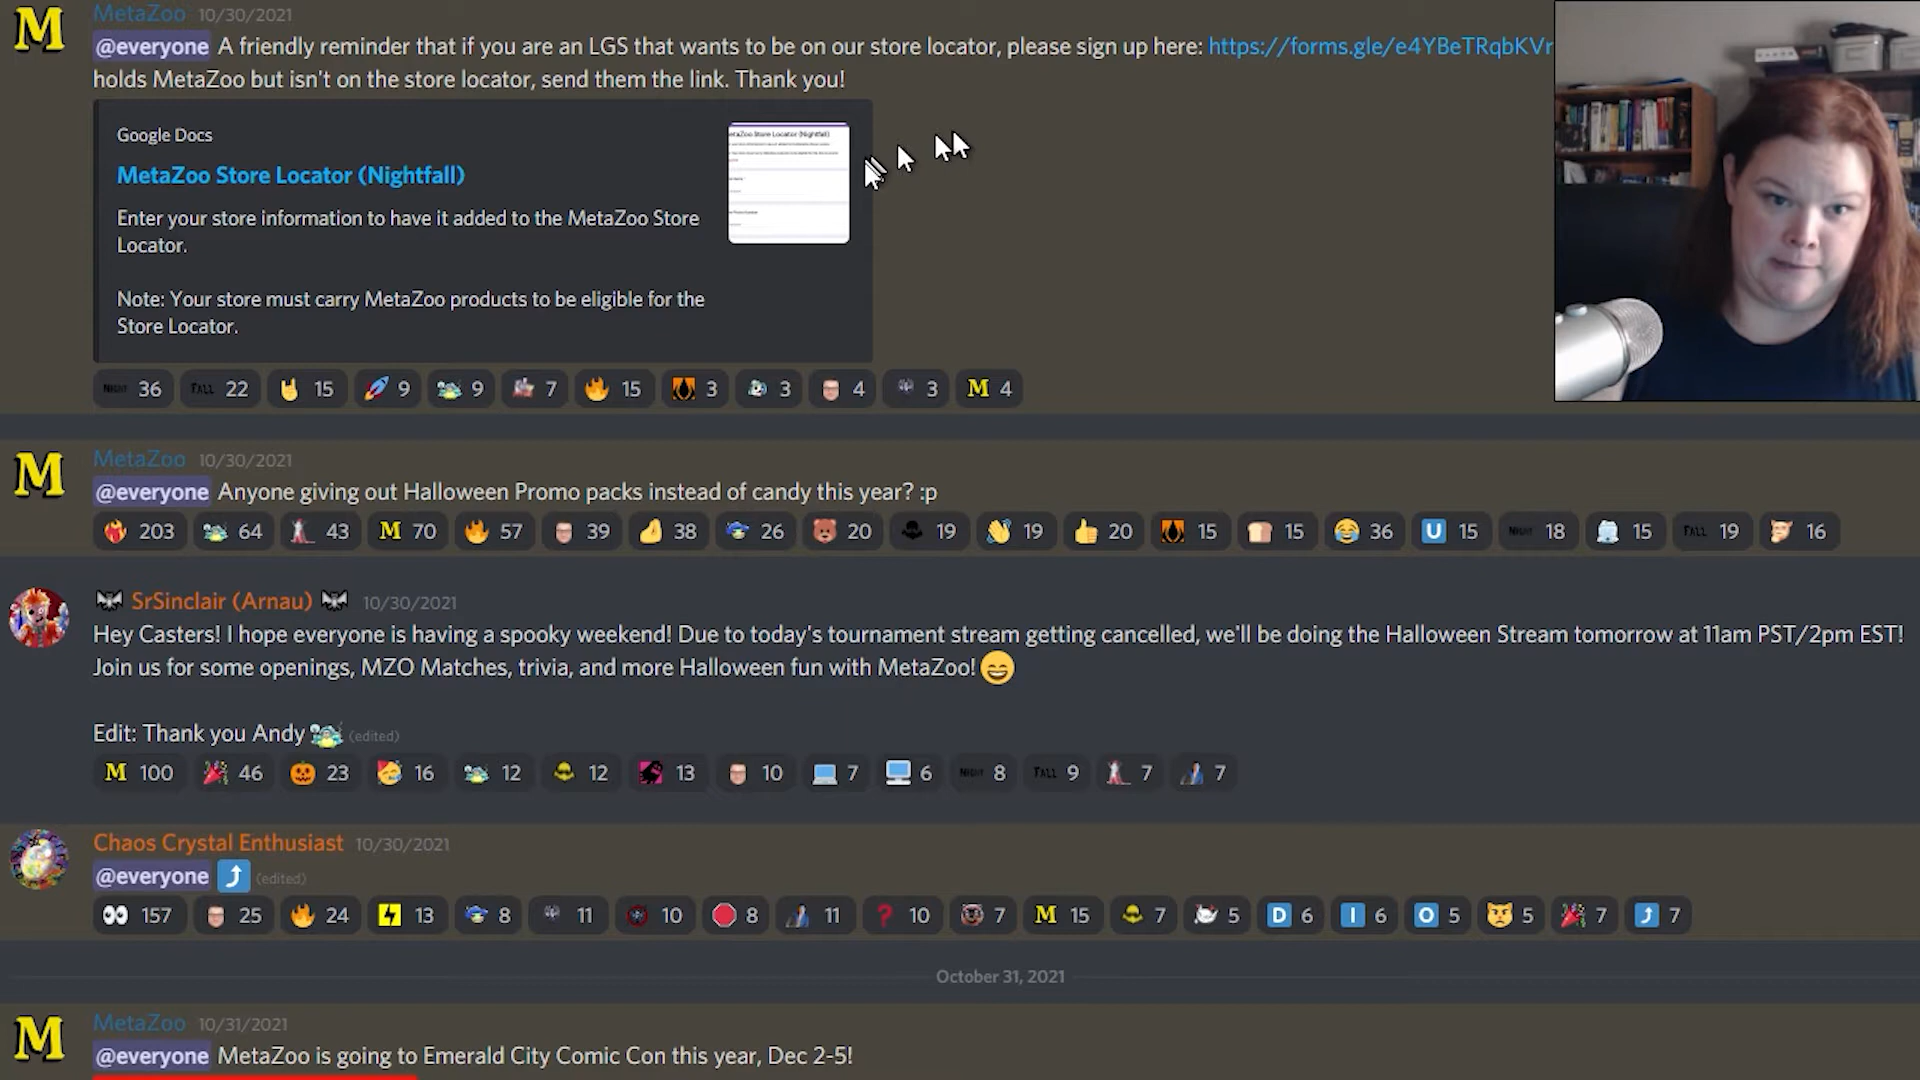 MetaZoo 10/30/2021
@everyone A friendly reminder that if you are an LGS that wants to be on our store locator, please sign up here: https://forms.gle/e4YBeTRqbKVr
holds MetaZoo but isn't on the store locator, send them the link. Thank you!
Google Docs
MetaZoo Store Locator (Nightfall)
Enter your store information to have it added to the MetaZoo Store
Locator.
Note: Your store must carry MetaZoo products to be eligible for the
Store Locator.
NIGHT 36 FALL 22 15 9 9 7 15 3 3 4 3 M 4
MetaZoo 10/30/2021
@everyone Anyone giving out Halloween Promo packs instead of candy this year? :p
203 64 43 M 70 57 39 38 26 20 19 19 20 15 15 36 U 15 NIGHT 18 15 FALL 19 16
SrSinclair (Arnau) 10/30/2021
Hey Casters! I hope everyone is having a spooky weekend! Due to today's tournament stream getting cancelled, we'll be doing the Halloween Stream tomorrow at 11am PST/2pm EST!
Join us for some openings, MZO Matches, trivia, and more Halloween fun with MetaZoo!
Edit: Thank you Andy (edited)
M 100 46 23 16 12 12 13 10 7 6 NIGHT 8 FALL 9 7 7
Chaos Crystal Enthusiast 10/30/2021
@everyone (edited)
157 25 24 13 8 11 10 8 11 10 7 M 15 7 5 D 6 I 6 O 5 5 7 7
October 31, 2021
MetaZoo 10/31/2021
@everyone MetaZoo is going to Emerald City Comic Con this year, Dec 2-5!